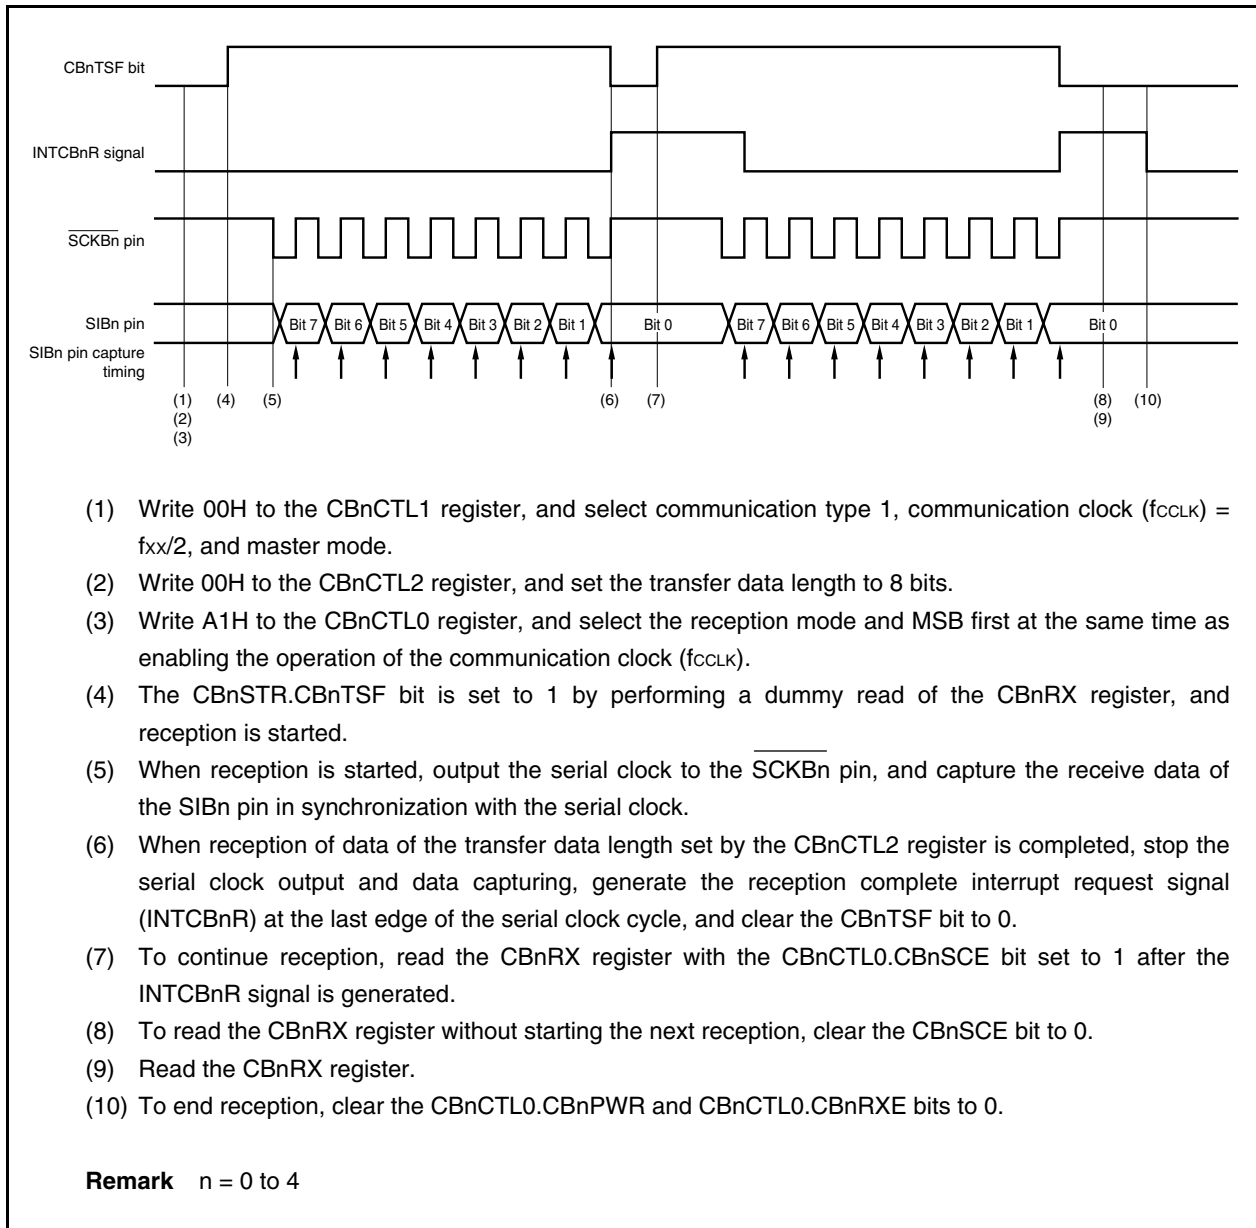 CBnTSF bit
INTCBnR signal
SCKBn pin
SIBn pin
Bit 7 Bit 6 Bit 5 Bit 4 Bit 3 Bit 2 Bit 1 Bit 0 Bit 7 Bit 6 Bit 5 Bit 4 Bit 3 Bit 2 Bit 1 Bit 0
SIBn pin capture
timing
(1) (4) (5) (6) (7) (8) (10)
(2) (9)
(3)
(1) Write 00H to the CBnCTL1 register, and select communication type 1, communication clock (fCCLK) =
fXX/2, and master mode.
(2) Write 00H to the CBnCTL2 register, and set the transfer data length to 8 bits.
(3) Write A1H to the CBnCTL0 register, and select the reception mode and MSB first at the same time as
enabling the operation of the communication clock (fCCLK).
(4) The CBnSTR.CBnTSF bit is set to 1 by performing a dummy read of the CBnRX register, and
reception is started.
(5) When reception is started, output the serial clock to the SCKBn pin, and capture the receive data of
the SIBn pin in synchronization with the serial clock.
(6) When reception of data of the transfer data length set by the CBnCTL2 register is completed, stop the
serial clock output and data capturing, generate the reception complete interrupt request signal
(INTCBnR) at the last edge of the serial clock cycle, and clear the CBnTSF bit to 0.
(7) To continue reception, read the CBnRX register with the CBnCTL0.CBnSCE bit set to 1 after the
INTCBnR signal is generated.
(8) To read the CBnRX register without starting the next reception, clear the CBnSCE bit to 0.
(9) Read the CBnRX register.
(10) To end reception, clear the CBnCTL0.CBnPWR and CBnCTL0.CBnRXE bits to 0.
Remark n = 0 to 4